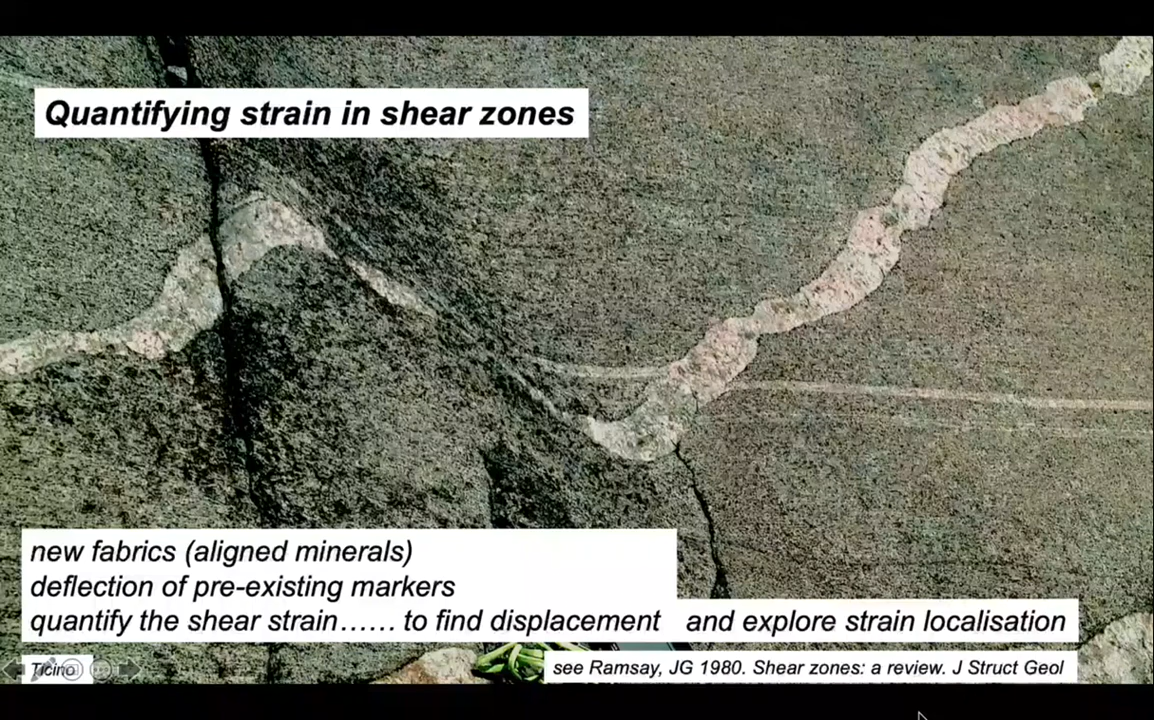 Quantifying strain in shear zones
new fabrics (aligned minerals)
deflection of pre-existing markers
quantify the shear strain...... to find displacement and explore strain localisation
Ticino
see Ramsay, JG 1980. Shear zones: a review. J Struct Geol